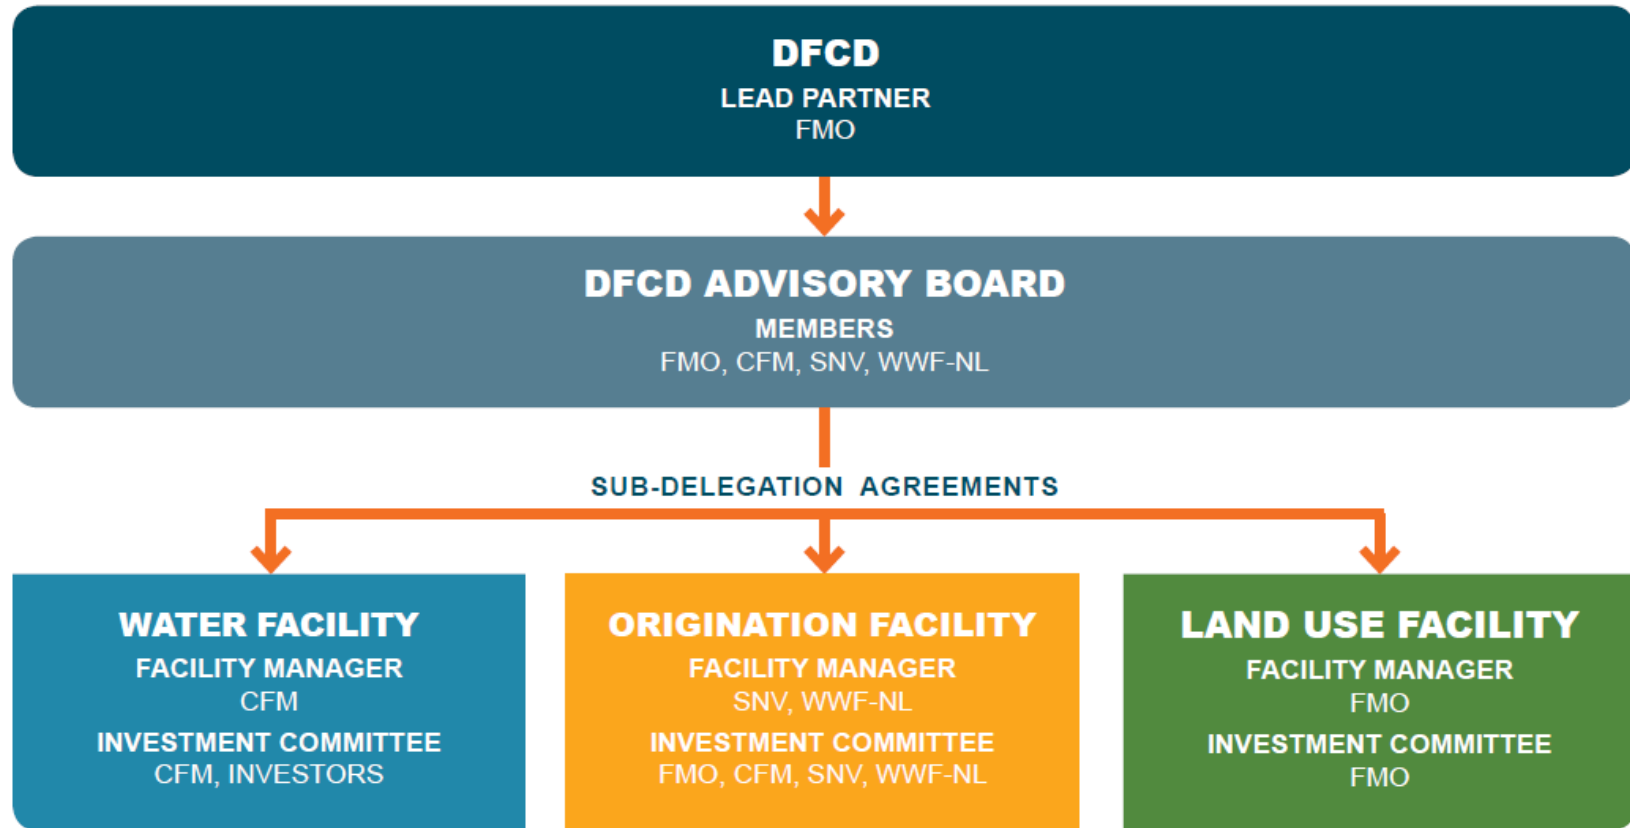 DFCD
LEAD PARTNER
FMO
DFCD ADVISORY BOARD
MEMBERS
FMO, CFM, SNV, WWF-NL
SUB-DELEGATION AGREEMENTS
WATER FACILITY
FACILITY MANAGER
CFM
INVESTMENT COMMITTEE
CFM, INVESTORS
ORIGINATION FACILITY
FACILITY MANAGER
SNV, WWF-NL
INVESTMENT COMMITTEE
FMO, CFM, SNV, WWF-NL
LAND USE FACILITY
FACILITY MANAGER
FMO
INVESTMENT COMMITTEE
FMO